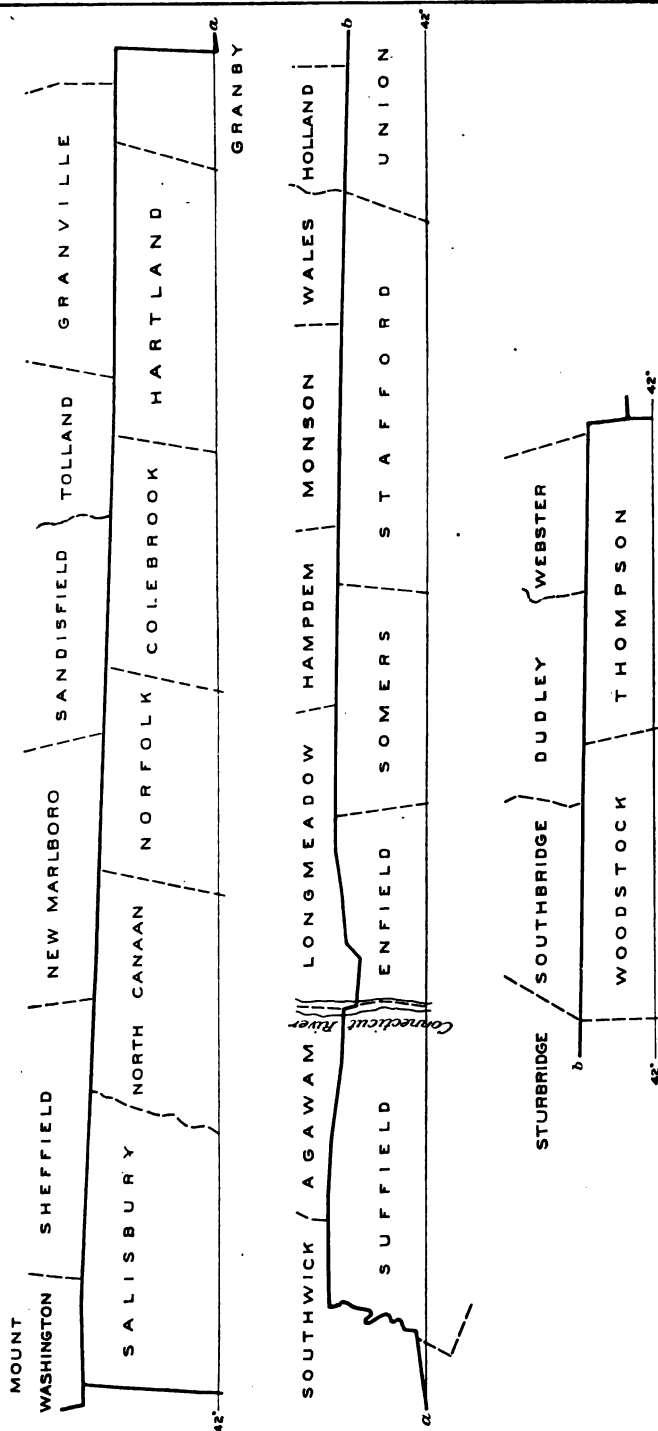 MOUNT
WASHINGTON
SHEFFIELD
NEW MARLBORO
SANDISFIELD
TOLLAND
GRANVILLE
SALISBURY
NORTH CANAAN
NORFOLK
COLEBROOK
HARTLAND
GRANBY
42°
a
SOUTHWICK
AGAWAM
LONGMEADOW
HAMPDEM
MONSON
WALES
HOLLAND
b
Connecticut River
SUFFIELD
ENFIELD
SOMERS
STAFFORD
UNION
a
42°
STURBRIDGE
SOUTHBRIDGE
DUDLEY
WEBSTER
b
WOODSTOCK
THOMPSON
42°
42°